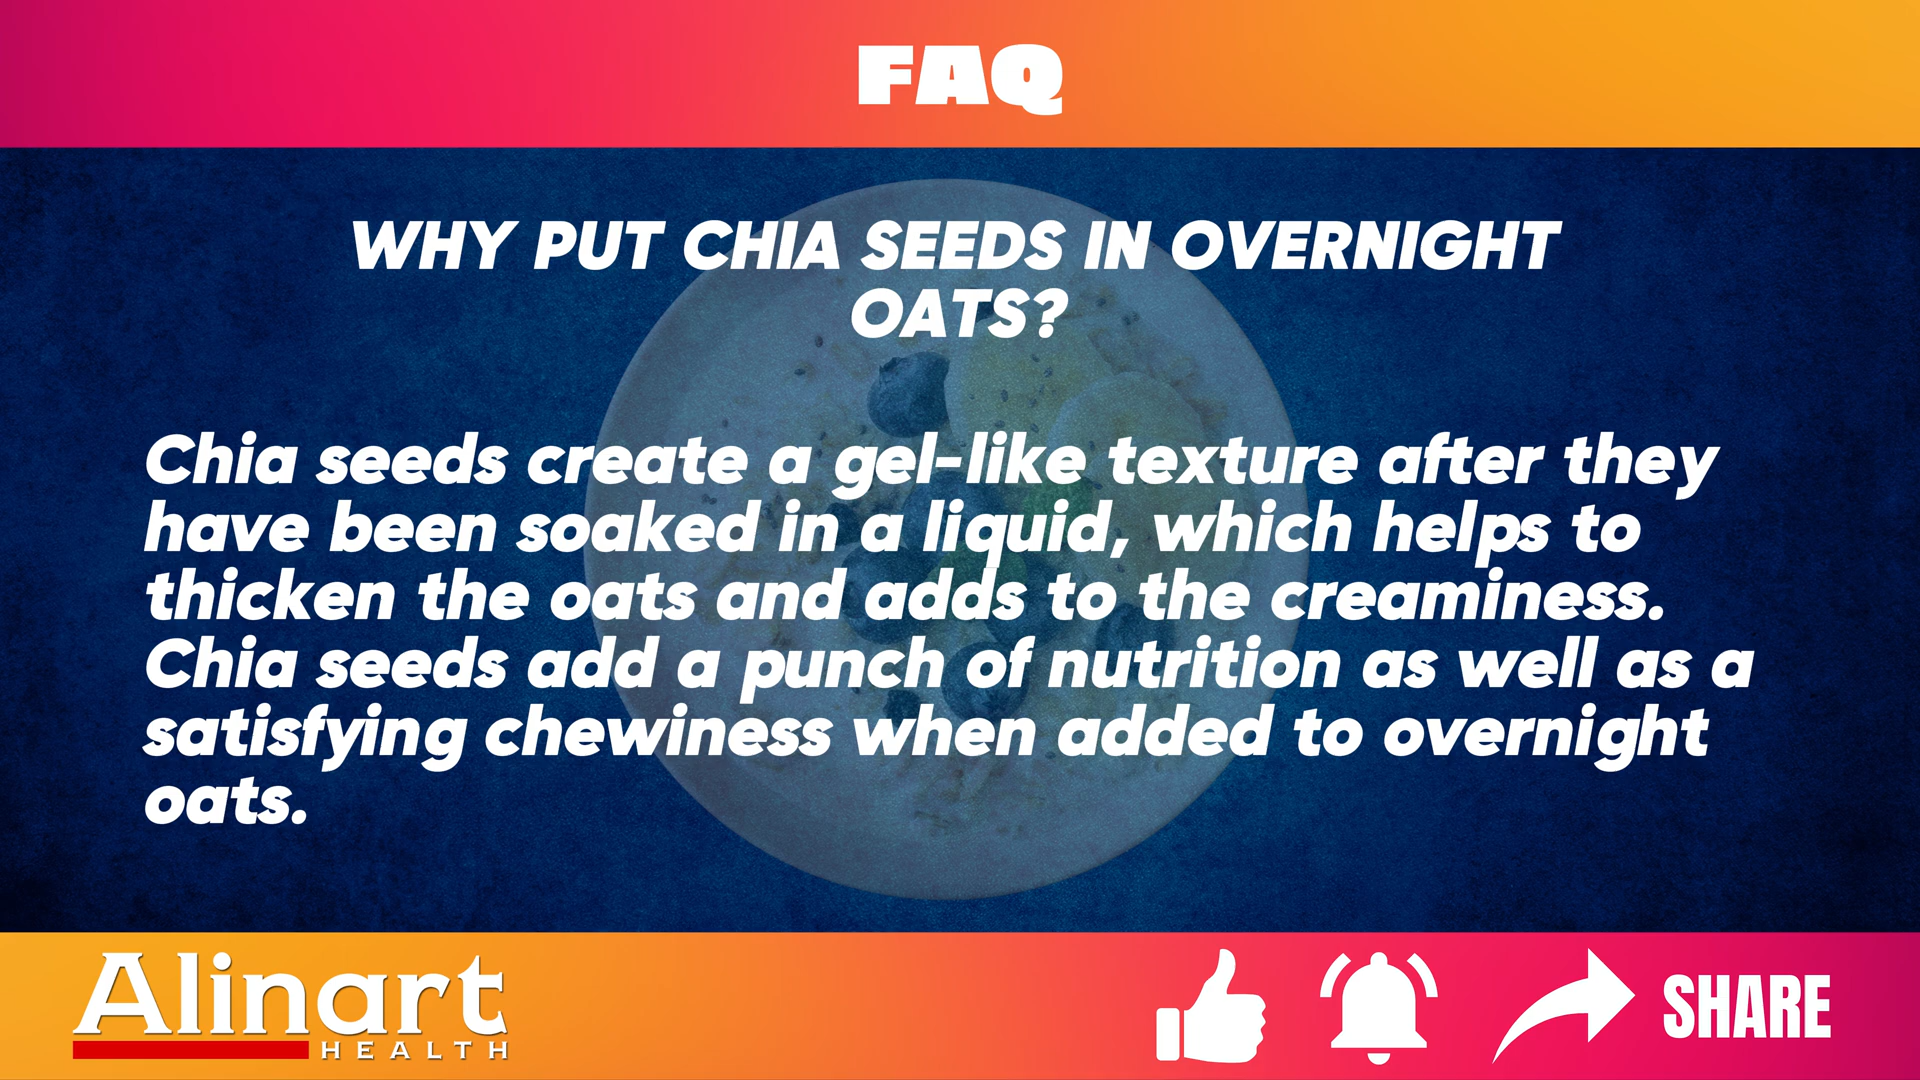 FAQ
WHY PUT CHIA SEEDS IN OVERNIGHT
OATS?
Chia seeds create a gel-like texture after they
have been soaked in a liquid, which helps to
thicken the oats and adds to the creaminess.
Chia seeds add a punch of nutrition as well as a
satisfying chewiness when added to overnight
oats.
Alinart
HEALTH
SHARE